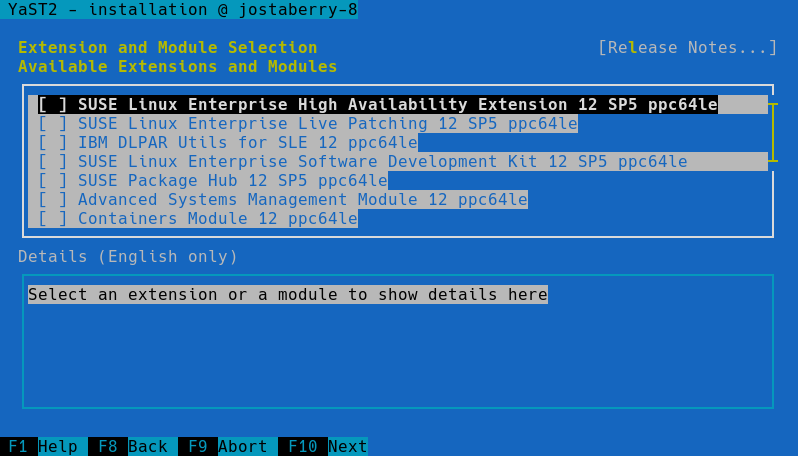 YaST2 - installation @ jostaberry-8
Extension and Module Selection [Release Notes...]
Available Extensions and Modules
[ ] SUSE Linux Enterprise High Availability Extension 12 SP5 ppc64le
[ ] SUSE Linux Enterprise Live Patching 12 SP5 ppc64le
[ ] IBM DLPAR Utils for SLE 12 ppc64le
[ ] SUSE Linux Enterprise Software Development Kit 12 SP5 ppc64le
[ ] SUSE Package Hub 12 SP5 ppc64le
[ ] Advanced Systems Management Module 12 ppc64le
[ ] Containers Module 12 ppc64le
Details (English only)
Select an extension or a module to show details here
F1 Help F8 Back F9 Abort F10 Next